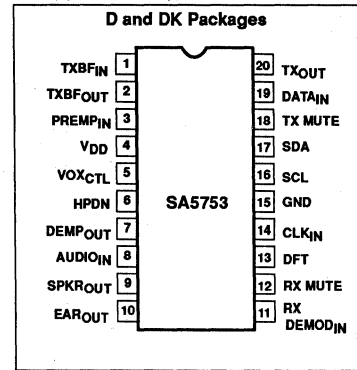 D and DK Packages
TXBFIN 1
TXBFOUT 2
PREMPIN 3
VDD 4
VOXCTL 5
HPDN 6
DEMPOUT 7
AUDIOIN 8
SPKROUT 9
EAROUT 10
SA5753
20 TXOUT
19 DATAIN
18 TX MUTE
17 SDA
16 SCL
15 GND
14 CLKIN
13 DFT
12 RX MUTE
11 RX
DEMODIN